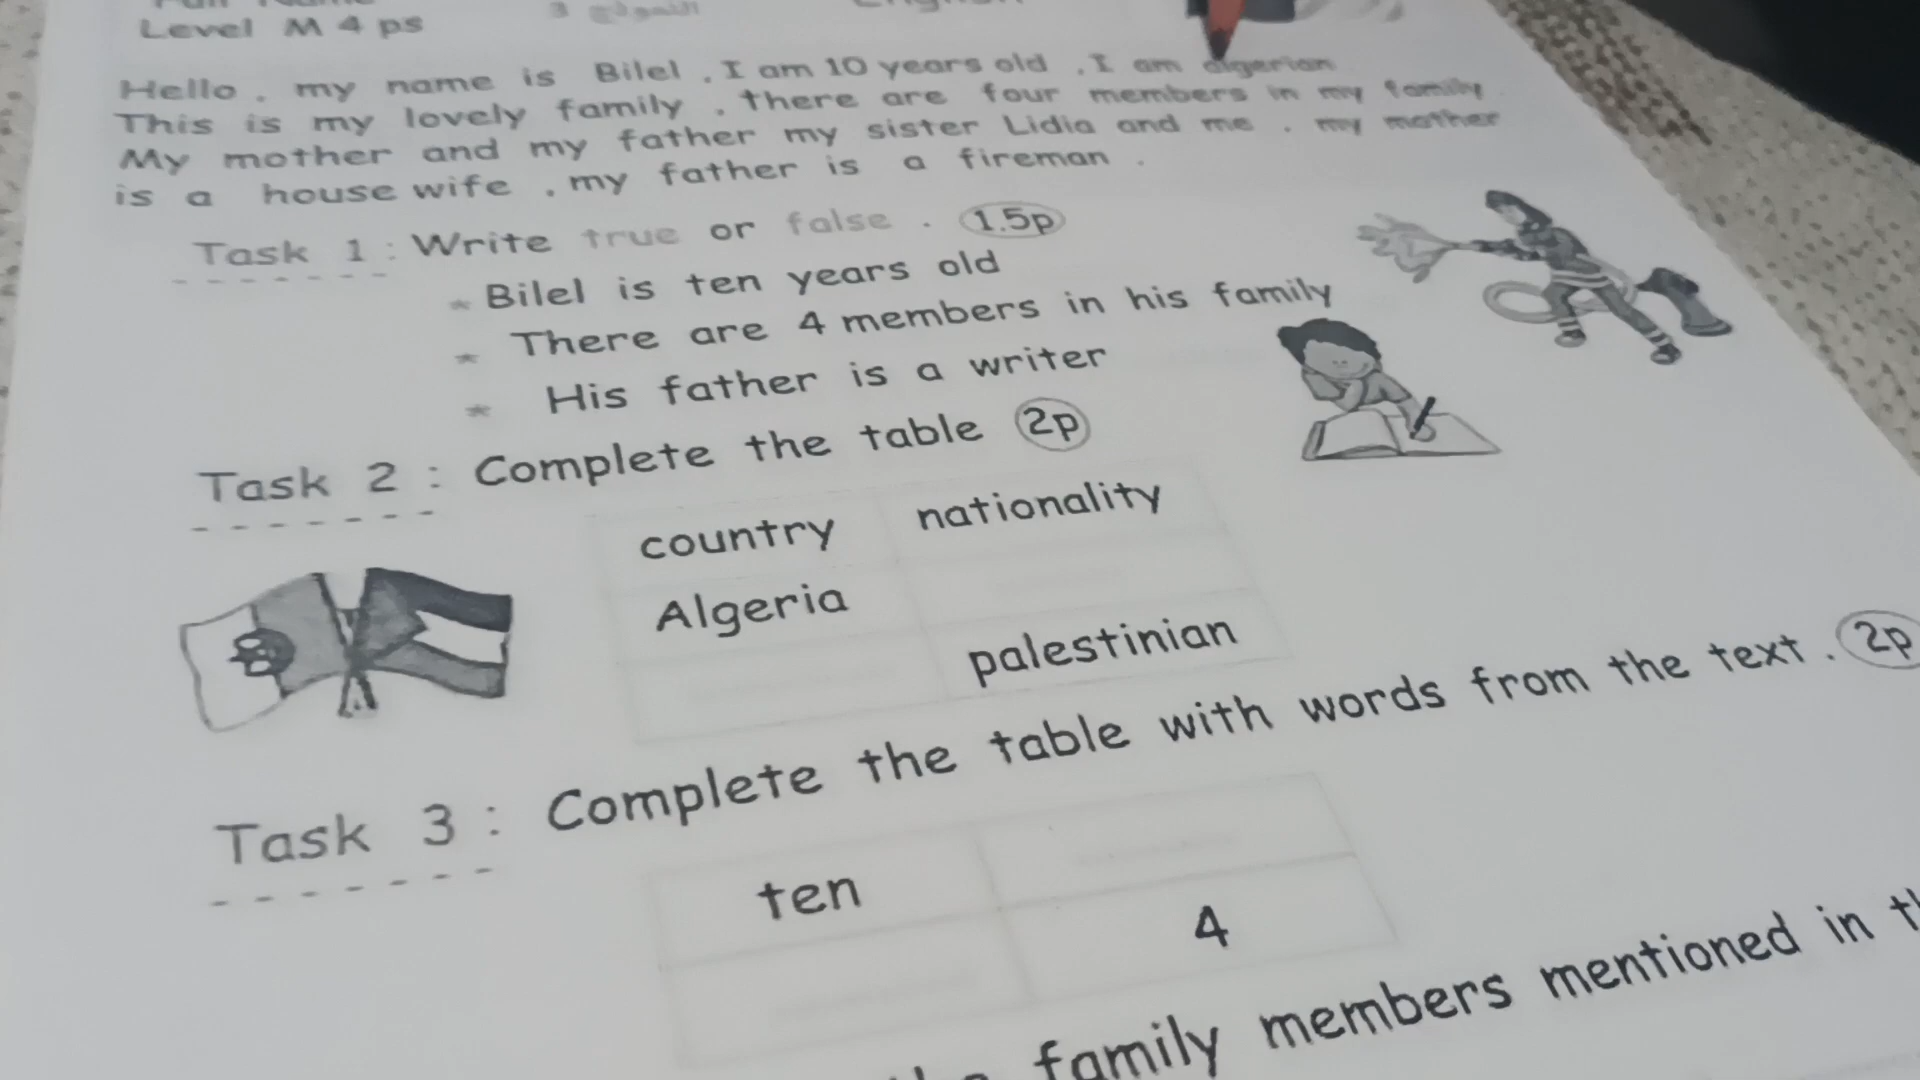 Level M 4 ps
3 النموذج
Hello . my name is Bilel . I am 10 years old . I am algerian
This is my lovely family . there are four members in my family
My mother and my father my sister Lidia and me . my mother
is a house wife . my father is a fireman .
Task 1 : Write true or false . 1.5p
* Bilel is ten years old
* There are 4 members in his family
* His father is a writer
Task 2 : Complete the table 2p
country nationality
Algeria
palestinian
Task 3 : Complete the table with words from the text . 2p
ten
4
family members mentioned in